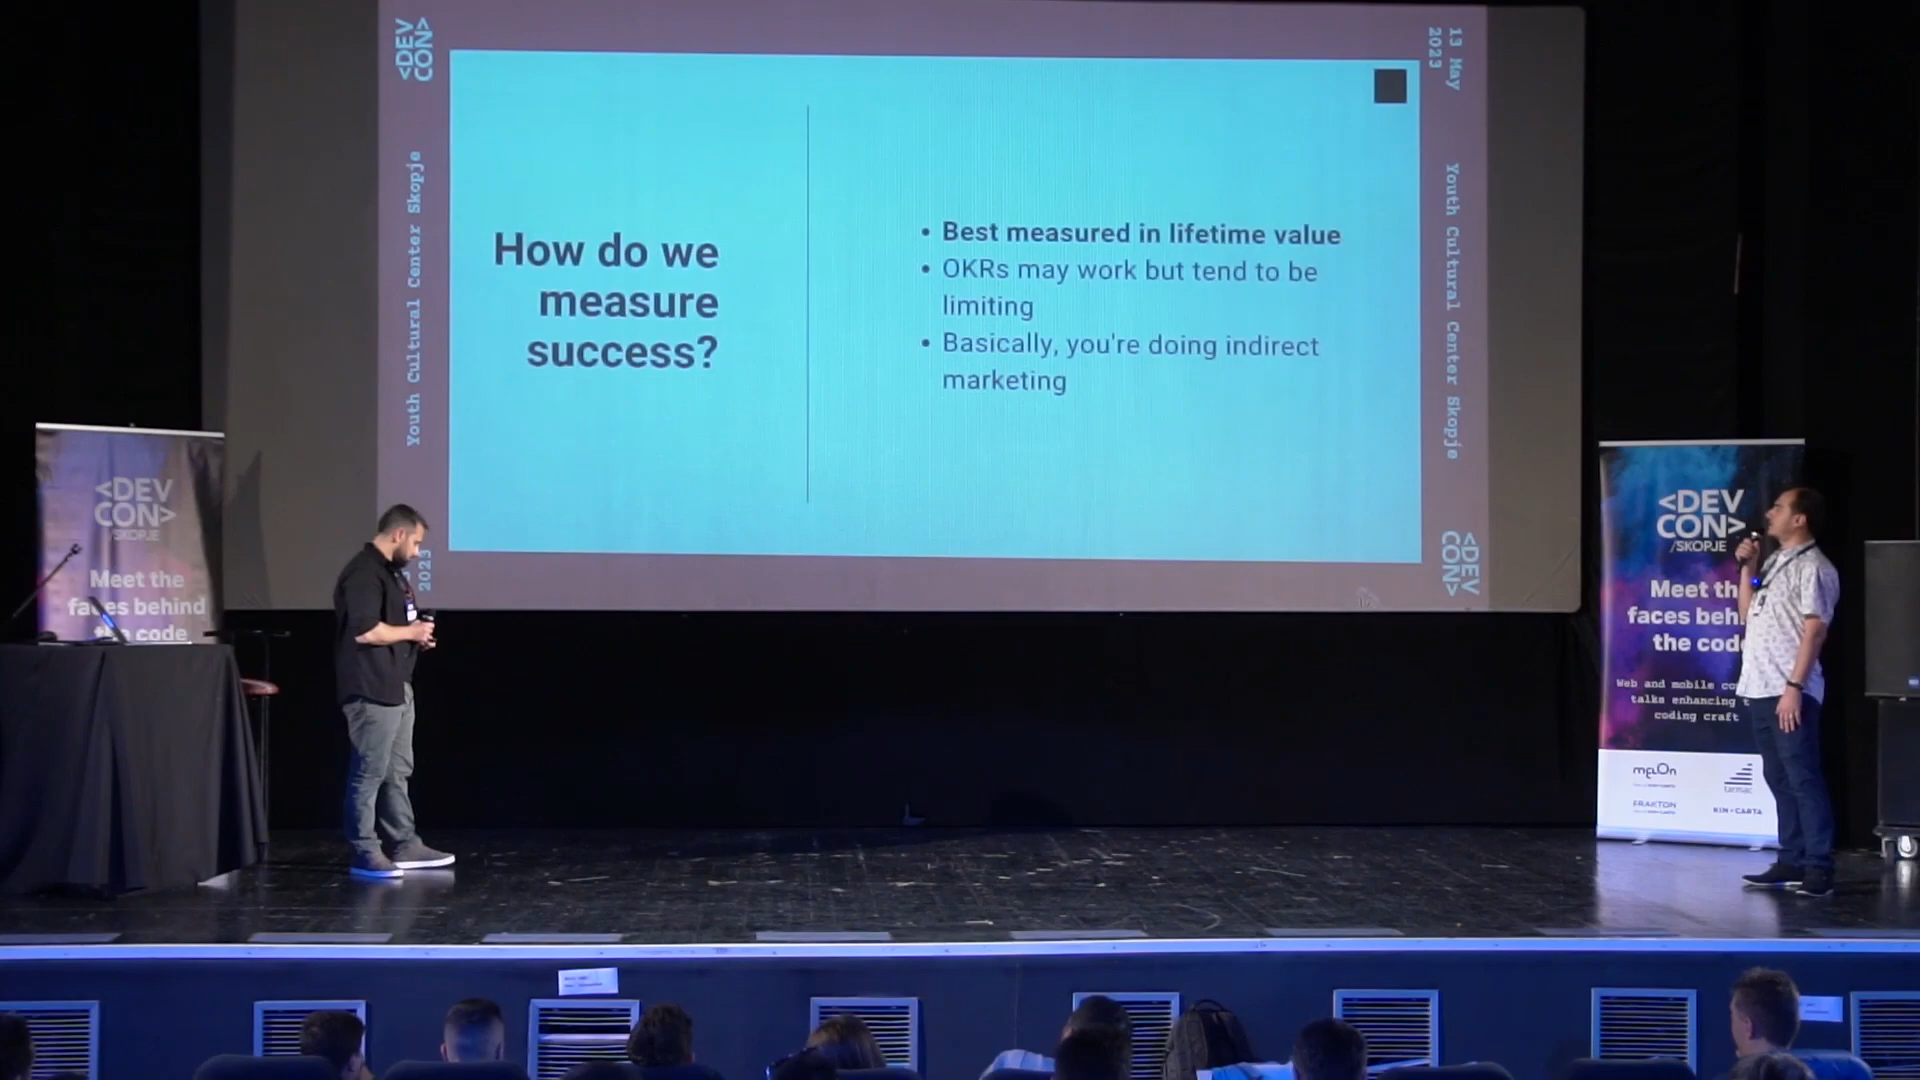 <DEV
CON>
Youth Cultural Center Skopje
2023
How do we
measure
success?
• Best measured in lifetime value
• OKRs may work but tend to be
limiting
• Basically, you're doing indirect
marketing
13 May
2023
Youth Cultural Center Skopje
<DEV
CON>
<DEV
CON>
/SKOPJE
Meet the
faces behind
the code
<DEV
CON>
/SKOPJE
Meet th
faces beh
the cod
Web and mobile co
talks enhancing t
coding craft
melon
tarmac
FRAKTON
KIN + CARTA